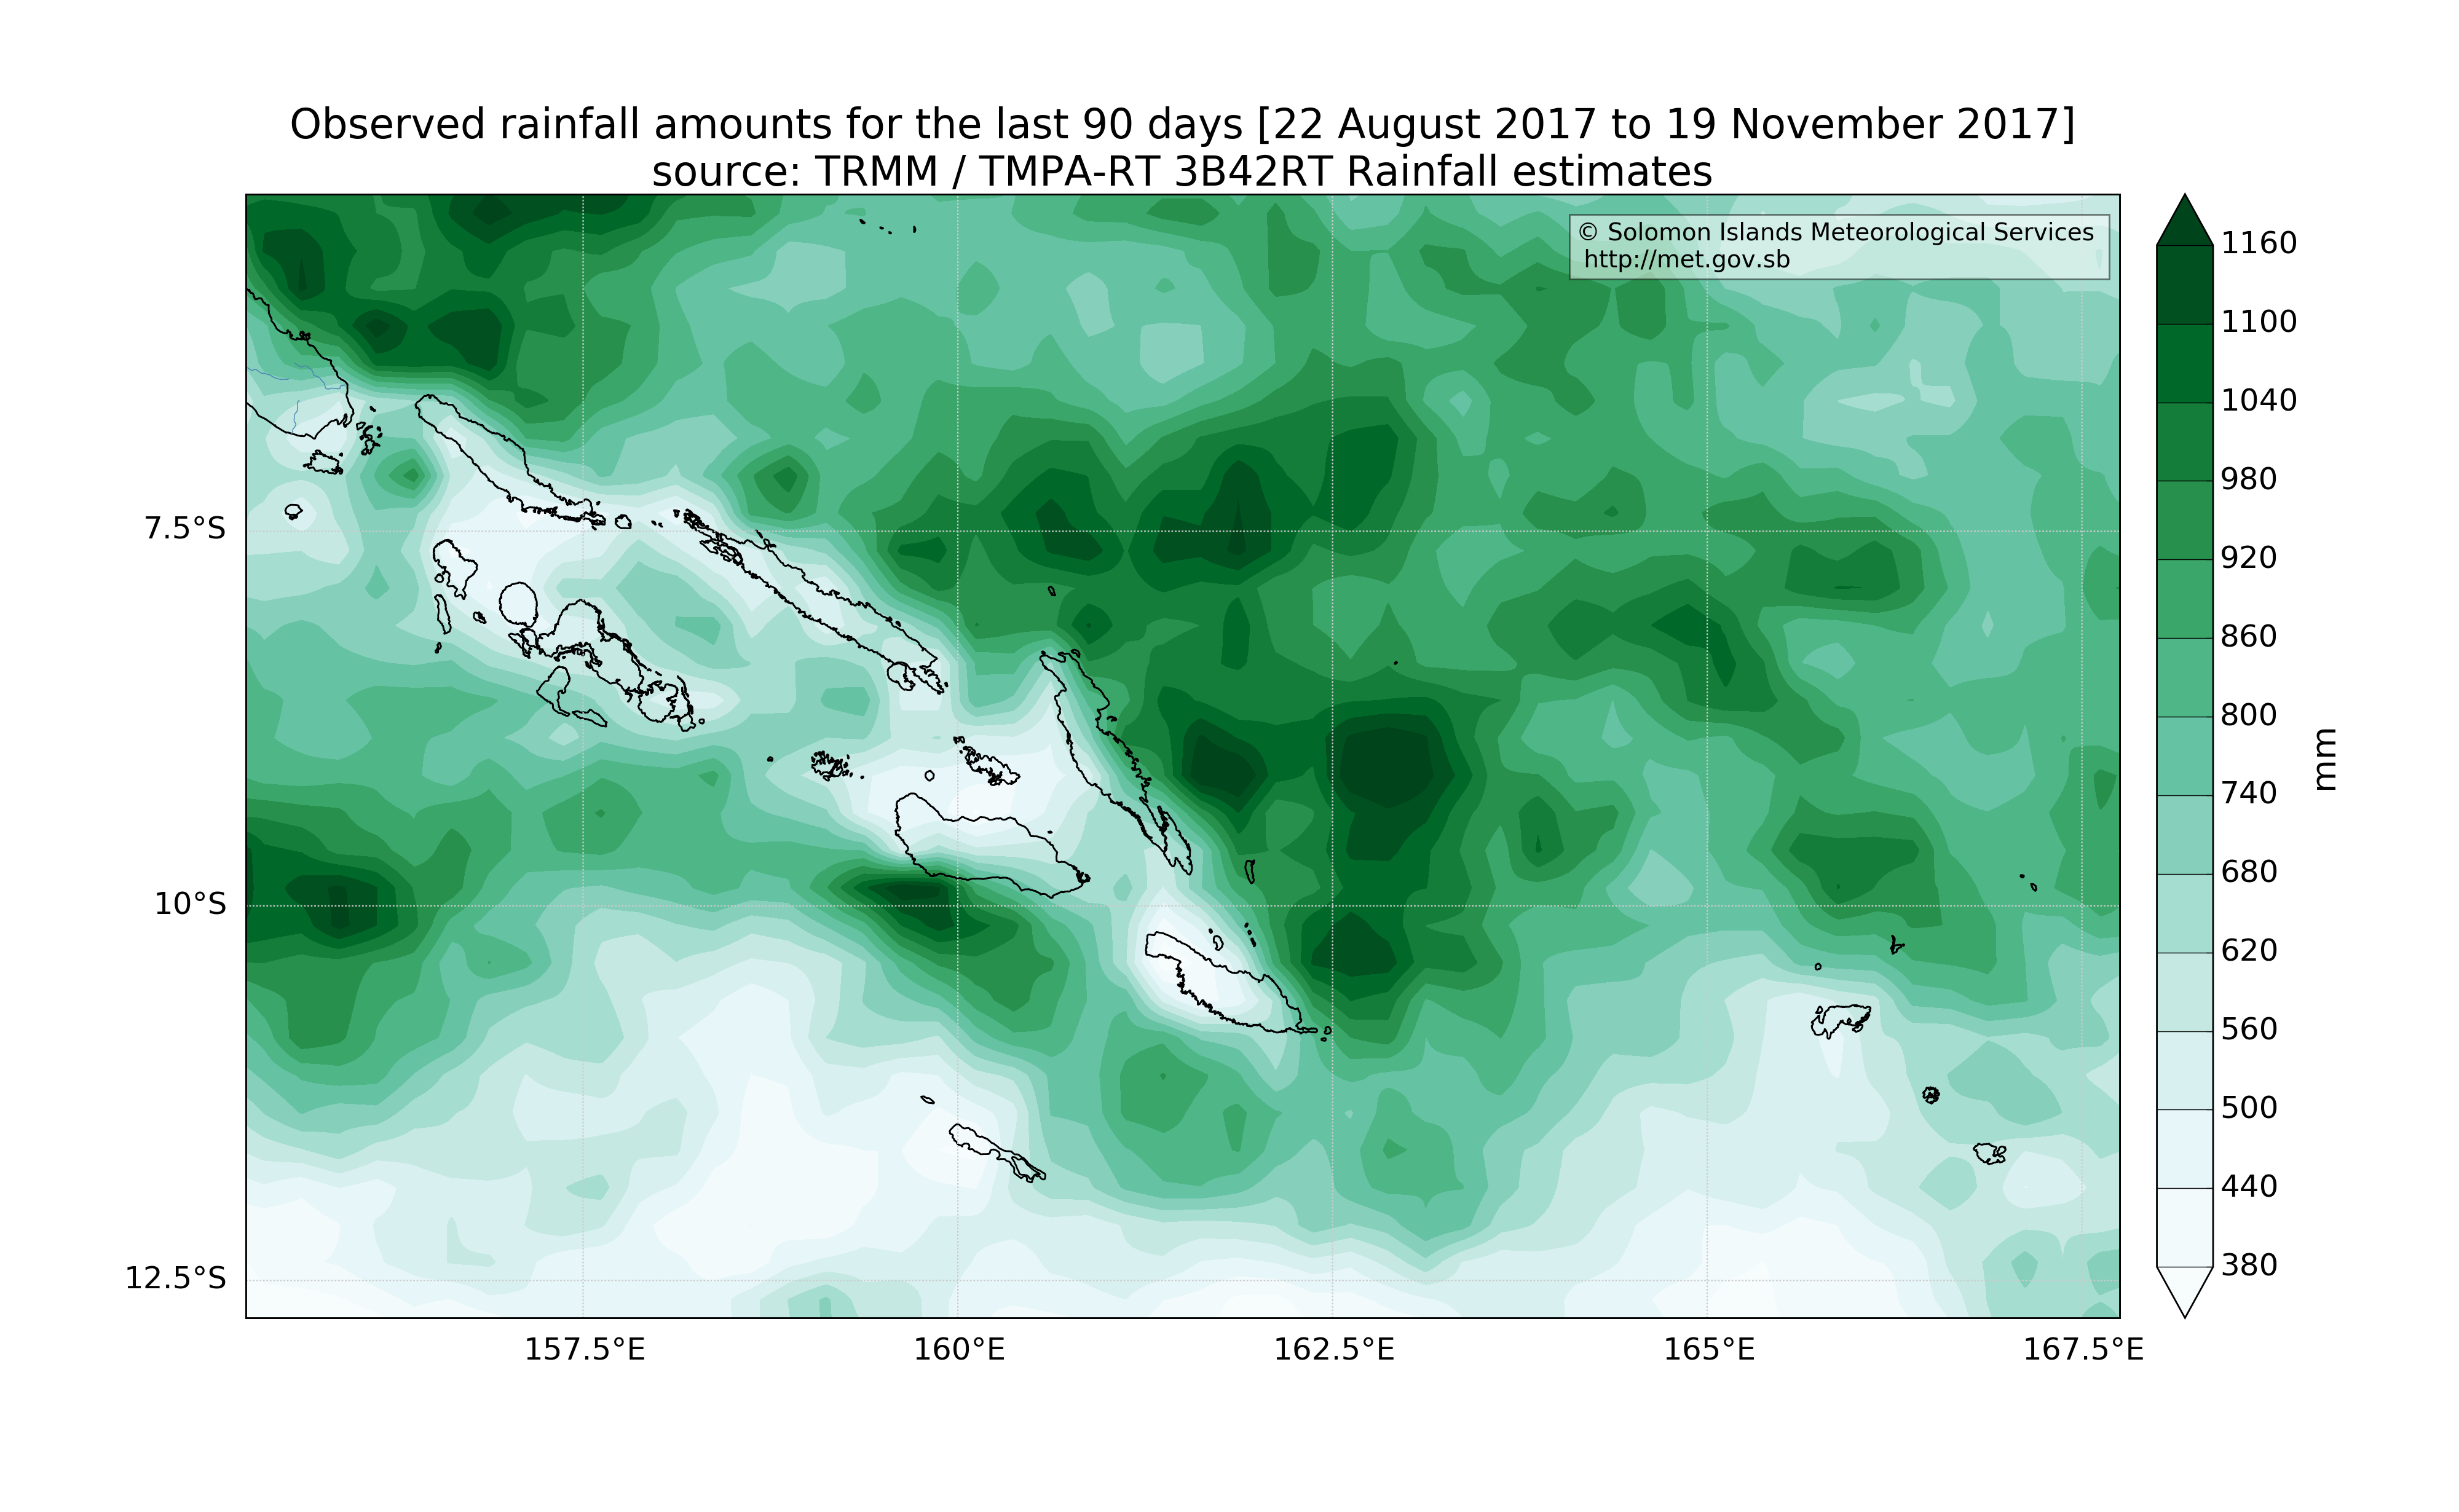 Observed rainfall amounts for the last 90 days [22 August 2017 to 19 November 2017]
source: TRMM / TMPA-RT 3B42RT Rainfall estimates
© Solomon Islands Meteorological Services
http://met.gov.sb
7.5°S
10°S
12.5°S
157.5°E
160°E
162.5°E
165°E
167.5°E
1160
1100
1040
980
920
860
800
740
680
620
560
500
440
380
mm